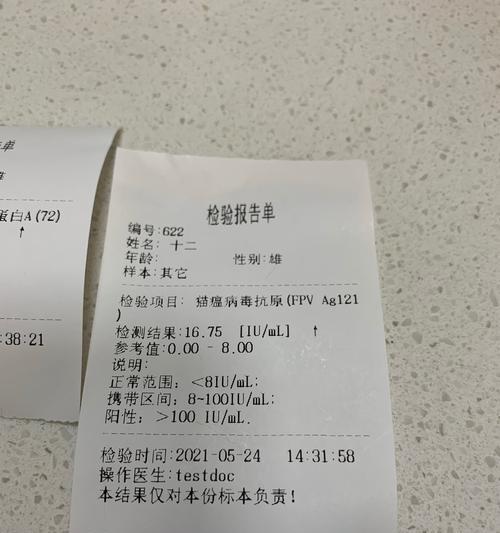 单
蛋白A(72)
↑
:38:21
检验报告单
编号:622
姓名: 十二
年龄: 性别:雄
样本:其它
检验项目: 猫瘟病毒抗原(FPV Ag121
)
检测结果:16.75 [IU/mL] ↑
参考值:0.00 - 8.00
说明:
正常范围: <8IU/mL;
携带区间: 8~100IU/mL;
阳性: >100 IU/mL.
检验时间:2021-05-24 14:31:58
操作医生:testdoc
本结果仅对本份标本负责!